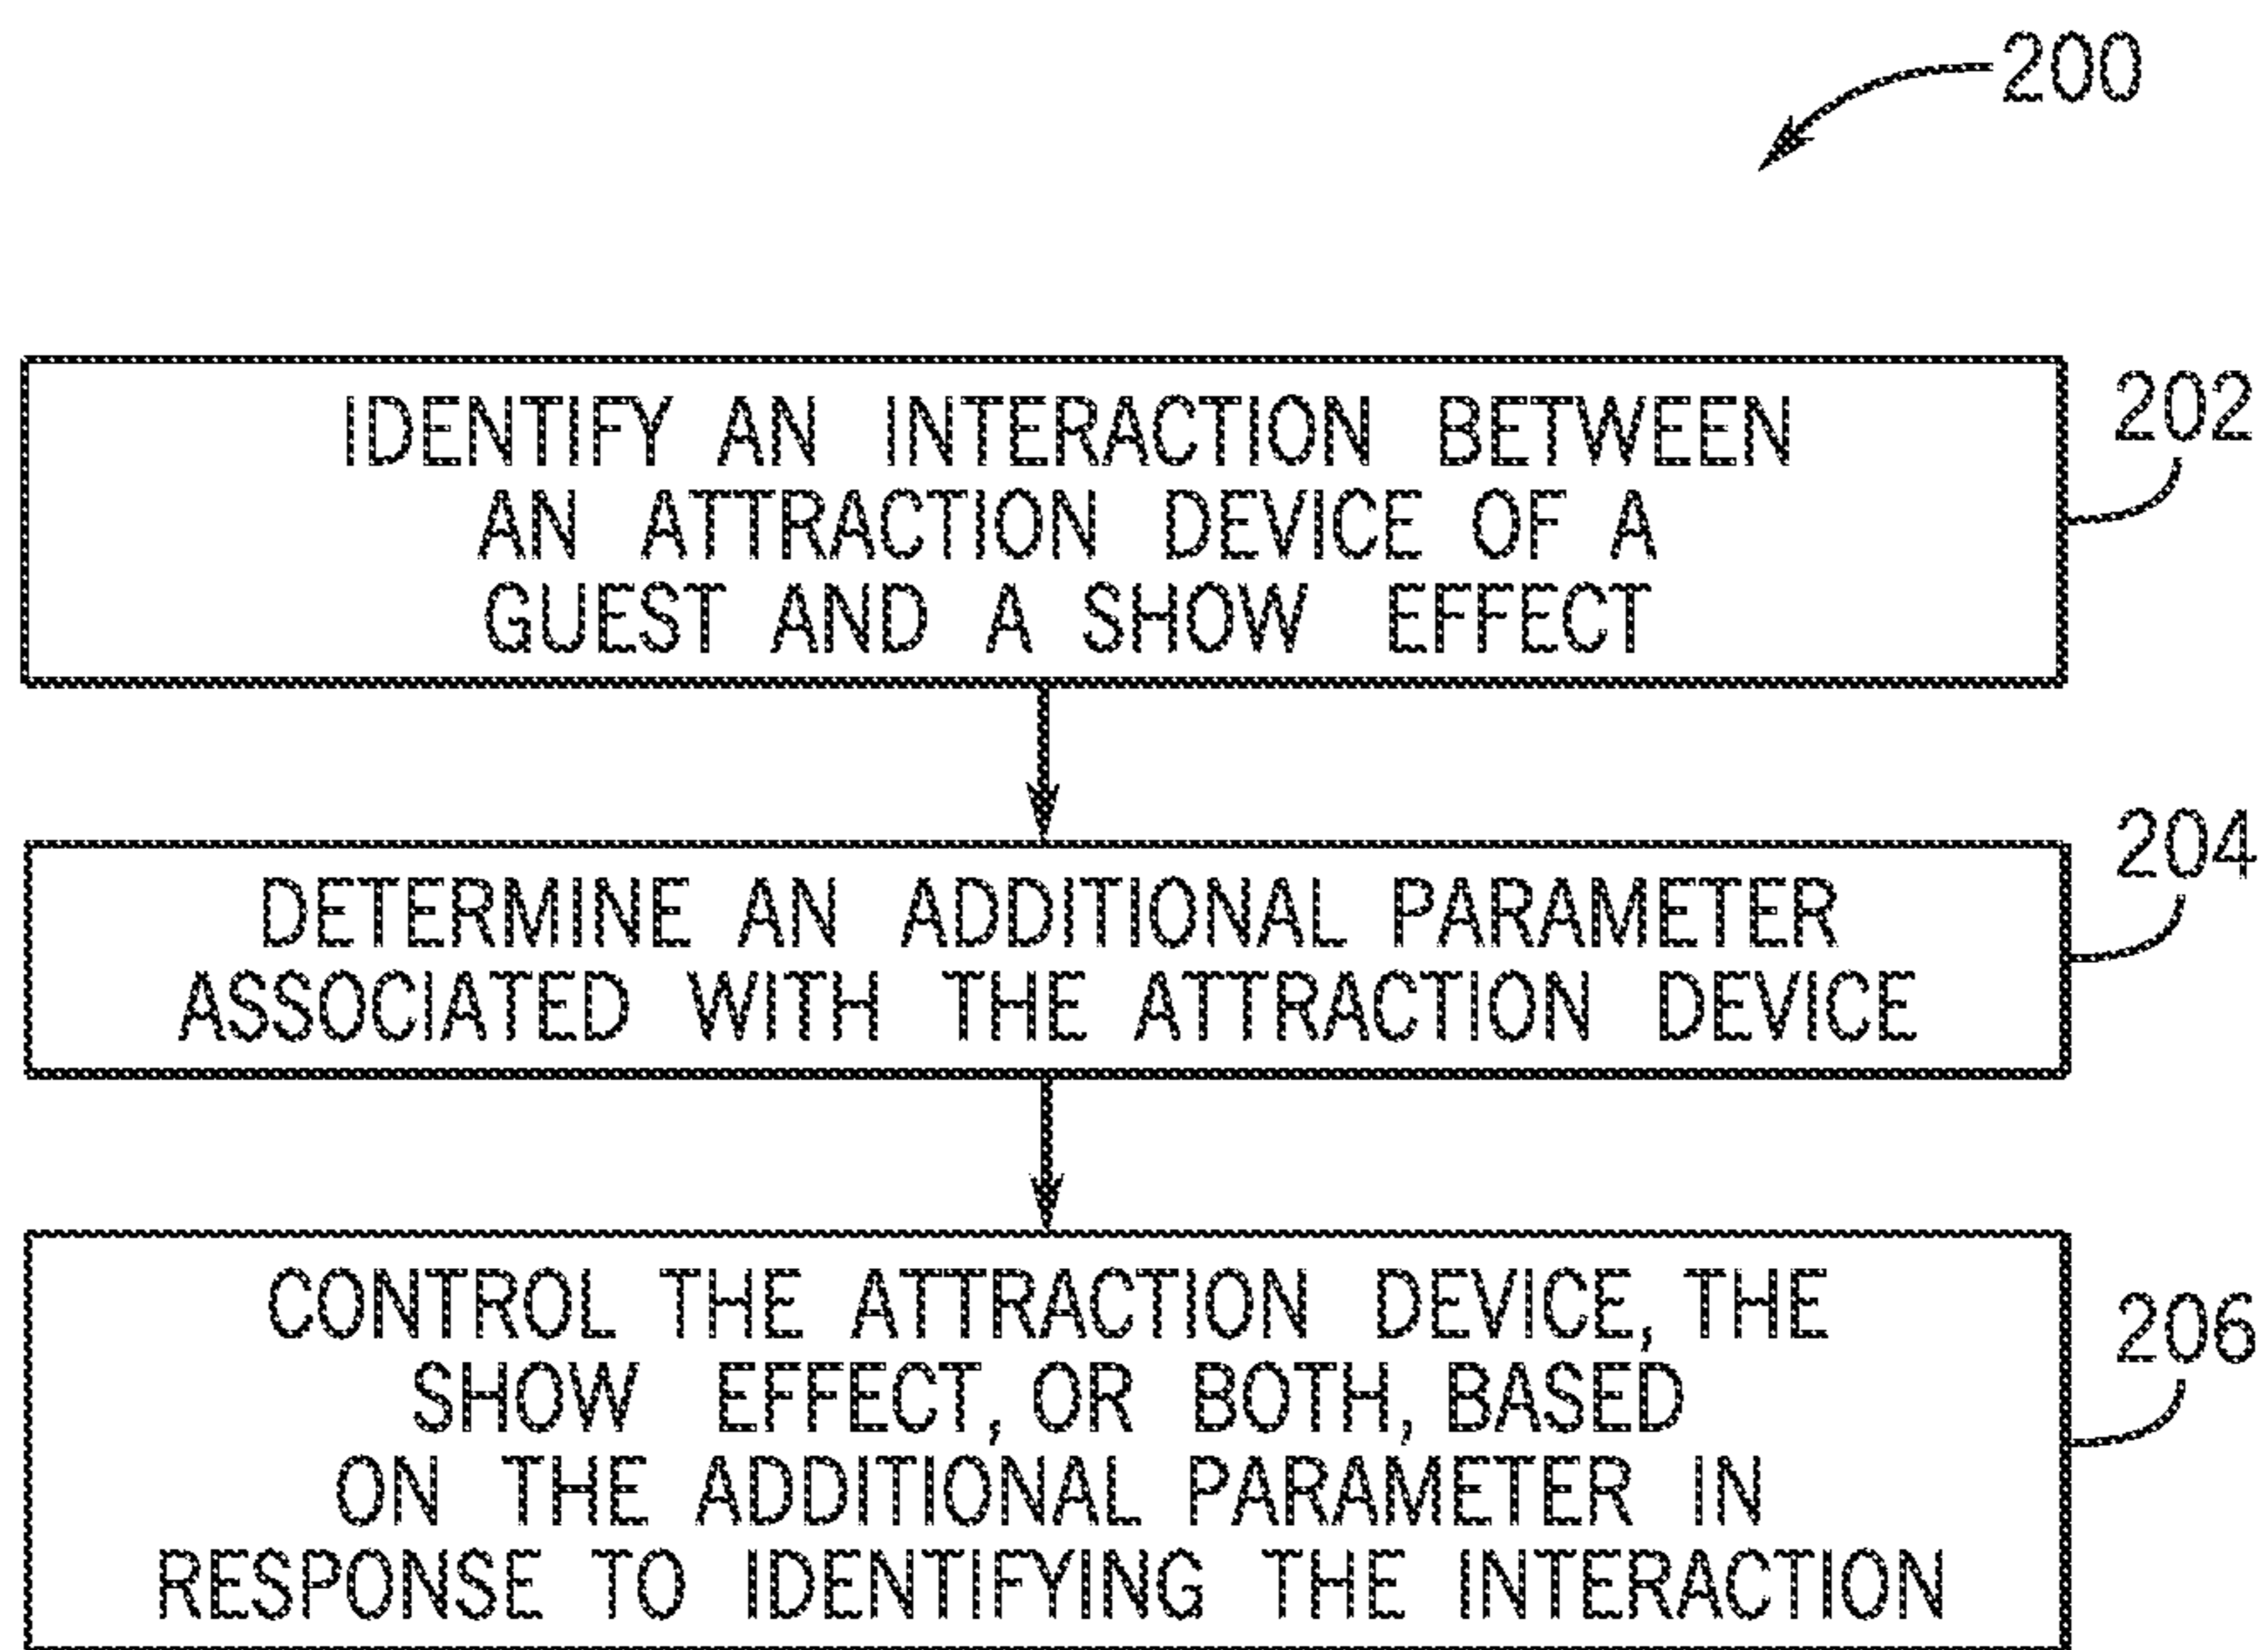 200
IDENTIFY AN INTERACTION BETWEEN
AN ATTRACTION DEVICE OF A
GUEST AND A SHOW EFFECT
202
DETERMINE AN ADDITIONAL PARAMETER
ASSOCIATED WITH THE ATTRACTION DEVICE
204
CONTROL THE ATTRACTION DEVICE, THE
SHOW EFFECT, OR BOTH, BASED
ON THE ADDITIONAL PARAMETER IN
RESPONSE TO IDENTIFYING THE INTERACTION
206